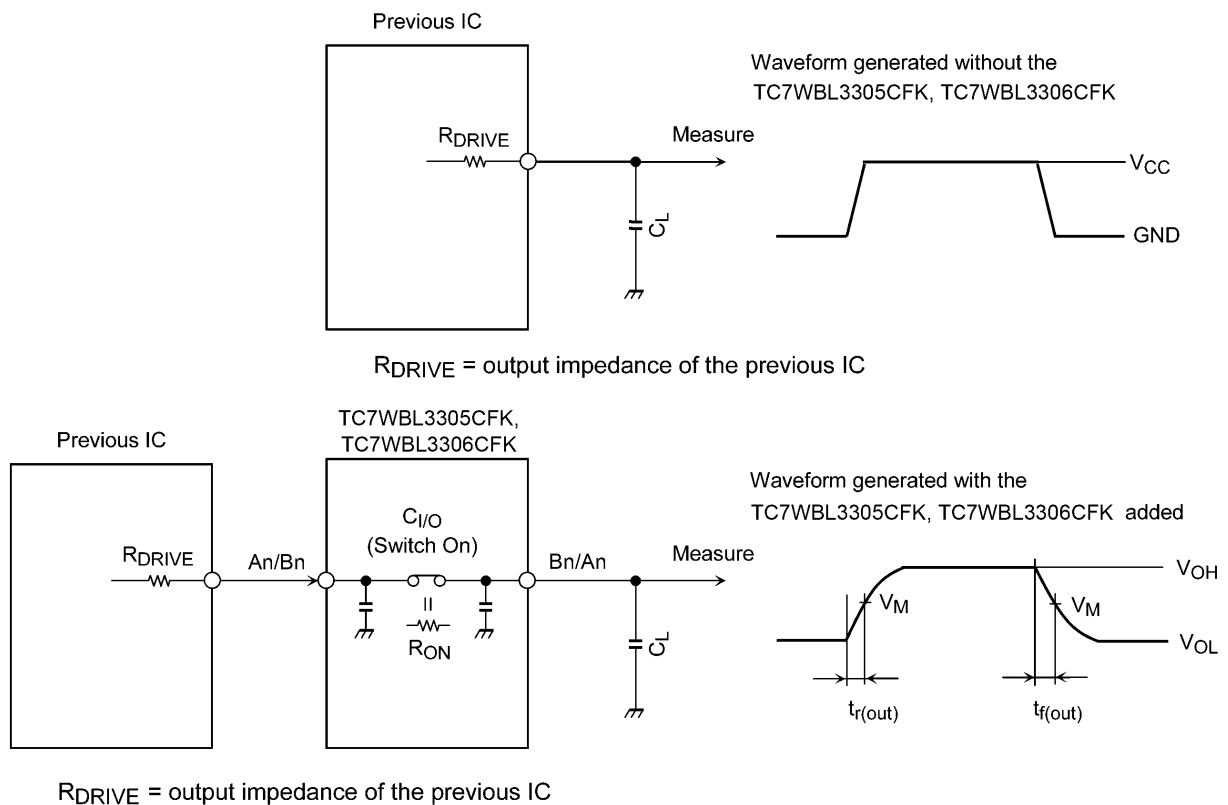 Previous IC
Waveform generated without the
TC7WBL3305CFK, TC7WBL3306CFK
RDRIVE
Measure
VCC
CL
GND
RDRIVE = output impedance of the previous IC
TC7WBL3305CFK,
TC7WBL3306CFK
Previous IC
Waveform generated with the
TC7WBL3305CFK, TC7WBL3306CFK added
CI/O
(Switch On)
RDRIVE
An/Bn
Bn/An
Measure
VOH
VM
VM
RON
CL
VOL
tr(out)
tf(out)
RDRIVE = output impedance of the previous IC